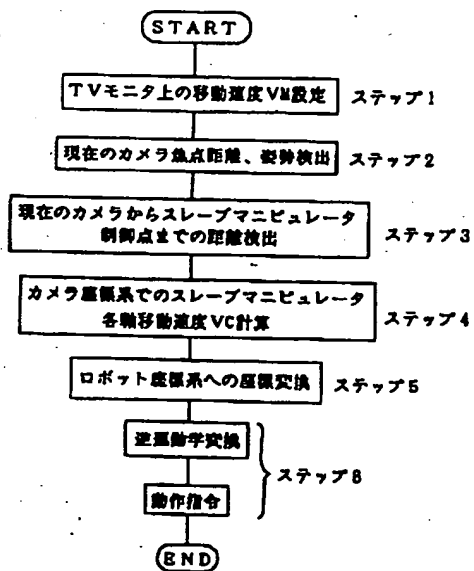 START
TVモニタ上の移動速度VM設定 ステップ1
現在のカメラ焦点距離、姿勢検出 ステップ2
現在のカメラからスレーブマニピュレータ
制御点までの距離検出 ステップ3
カメラ座標系でのスレーブマニピュレータ
各軸移動速度VC計算 ステップ4
ロボット座標系への座標変換 ステップ5
逆運動学変換
ステップ6
動作指令
END